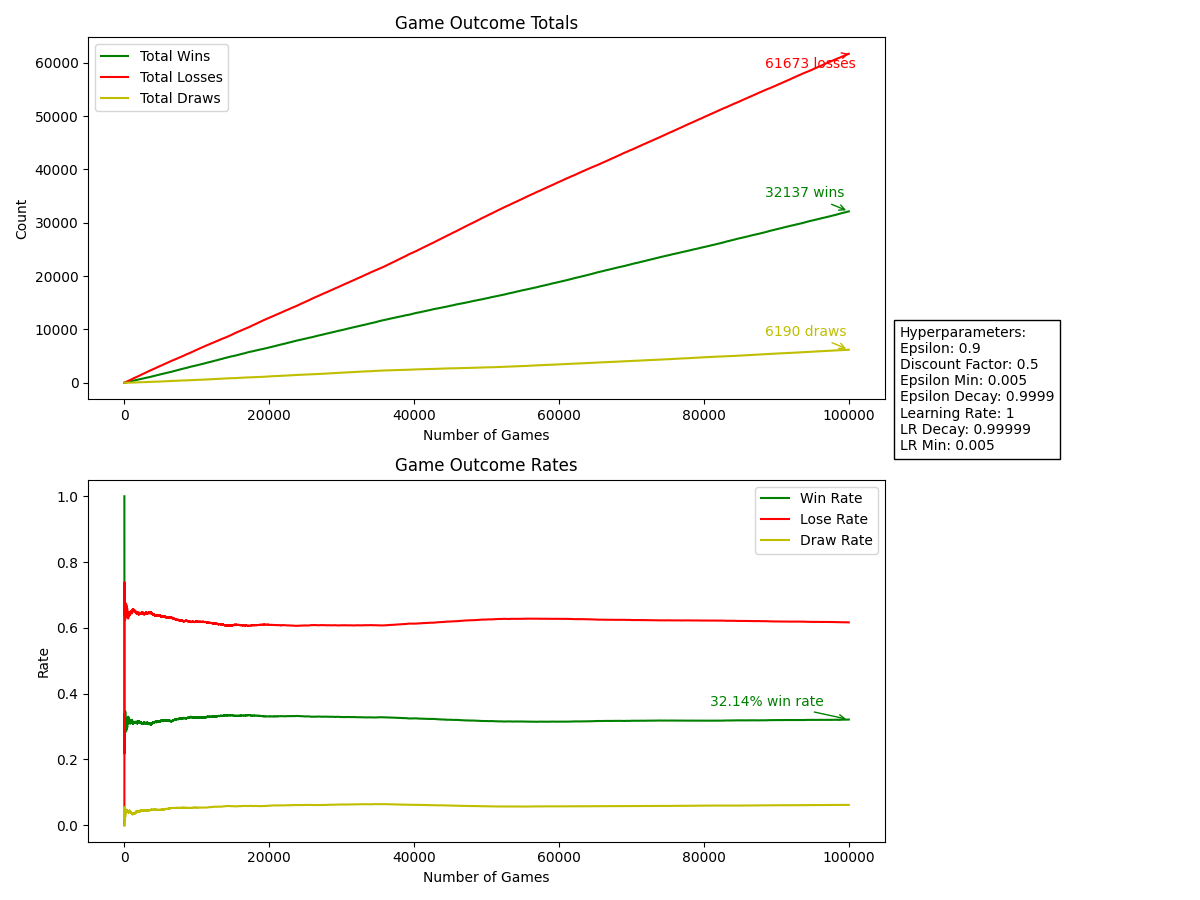 Game Outcome Totals
Total Wins
Total Losses
Total Draws
61673 losses
32137 wins
6190 draws
Count
60000
50000
40000
30000
20000
10000
0
0 20000 40000 60000 80000 100000
Number of Games
Hyperparameters:
Epsilon: 0.9
Discount Factor: 0.5
Epsilon Min: 0.005
Epsilon Decay: 0.9999
Learning Rate: 1
LR Decay: 0.99999
LR Min: 0.005
Game Outcome Rates
Win Rate
Lose Rate
Draw Rate
32.14% win rate
Rate
1.0
0.8
0.6
0.4
0.2
0.0
0 20000 40000 60000 80000 100000
Number of Games